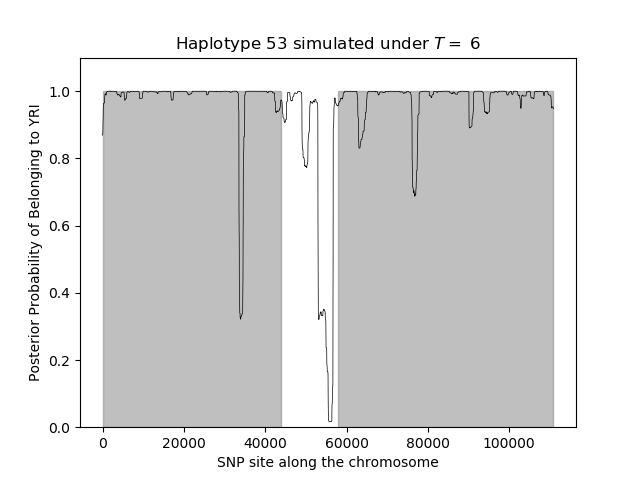 Haplotype 53 simulated under T = 6
Posterior Probability of Belonging to YRI
1.0
0.8
0.6
0.4
0.2
0.0
0 20000 40000 60000 80000 100000
SNP site along the chromosome